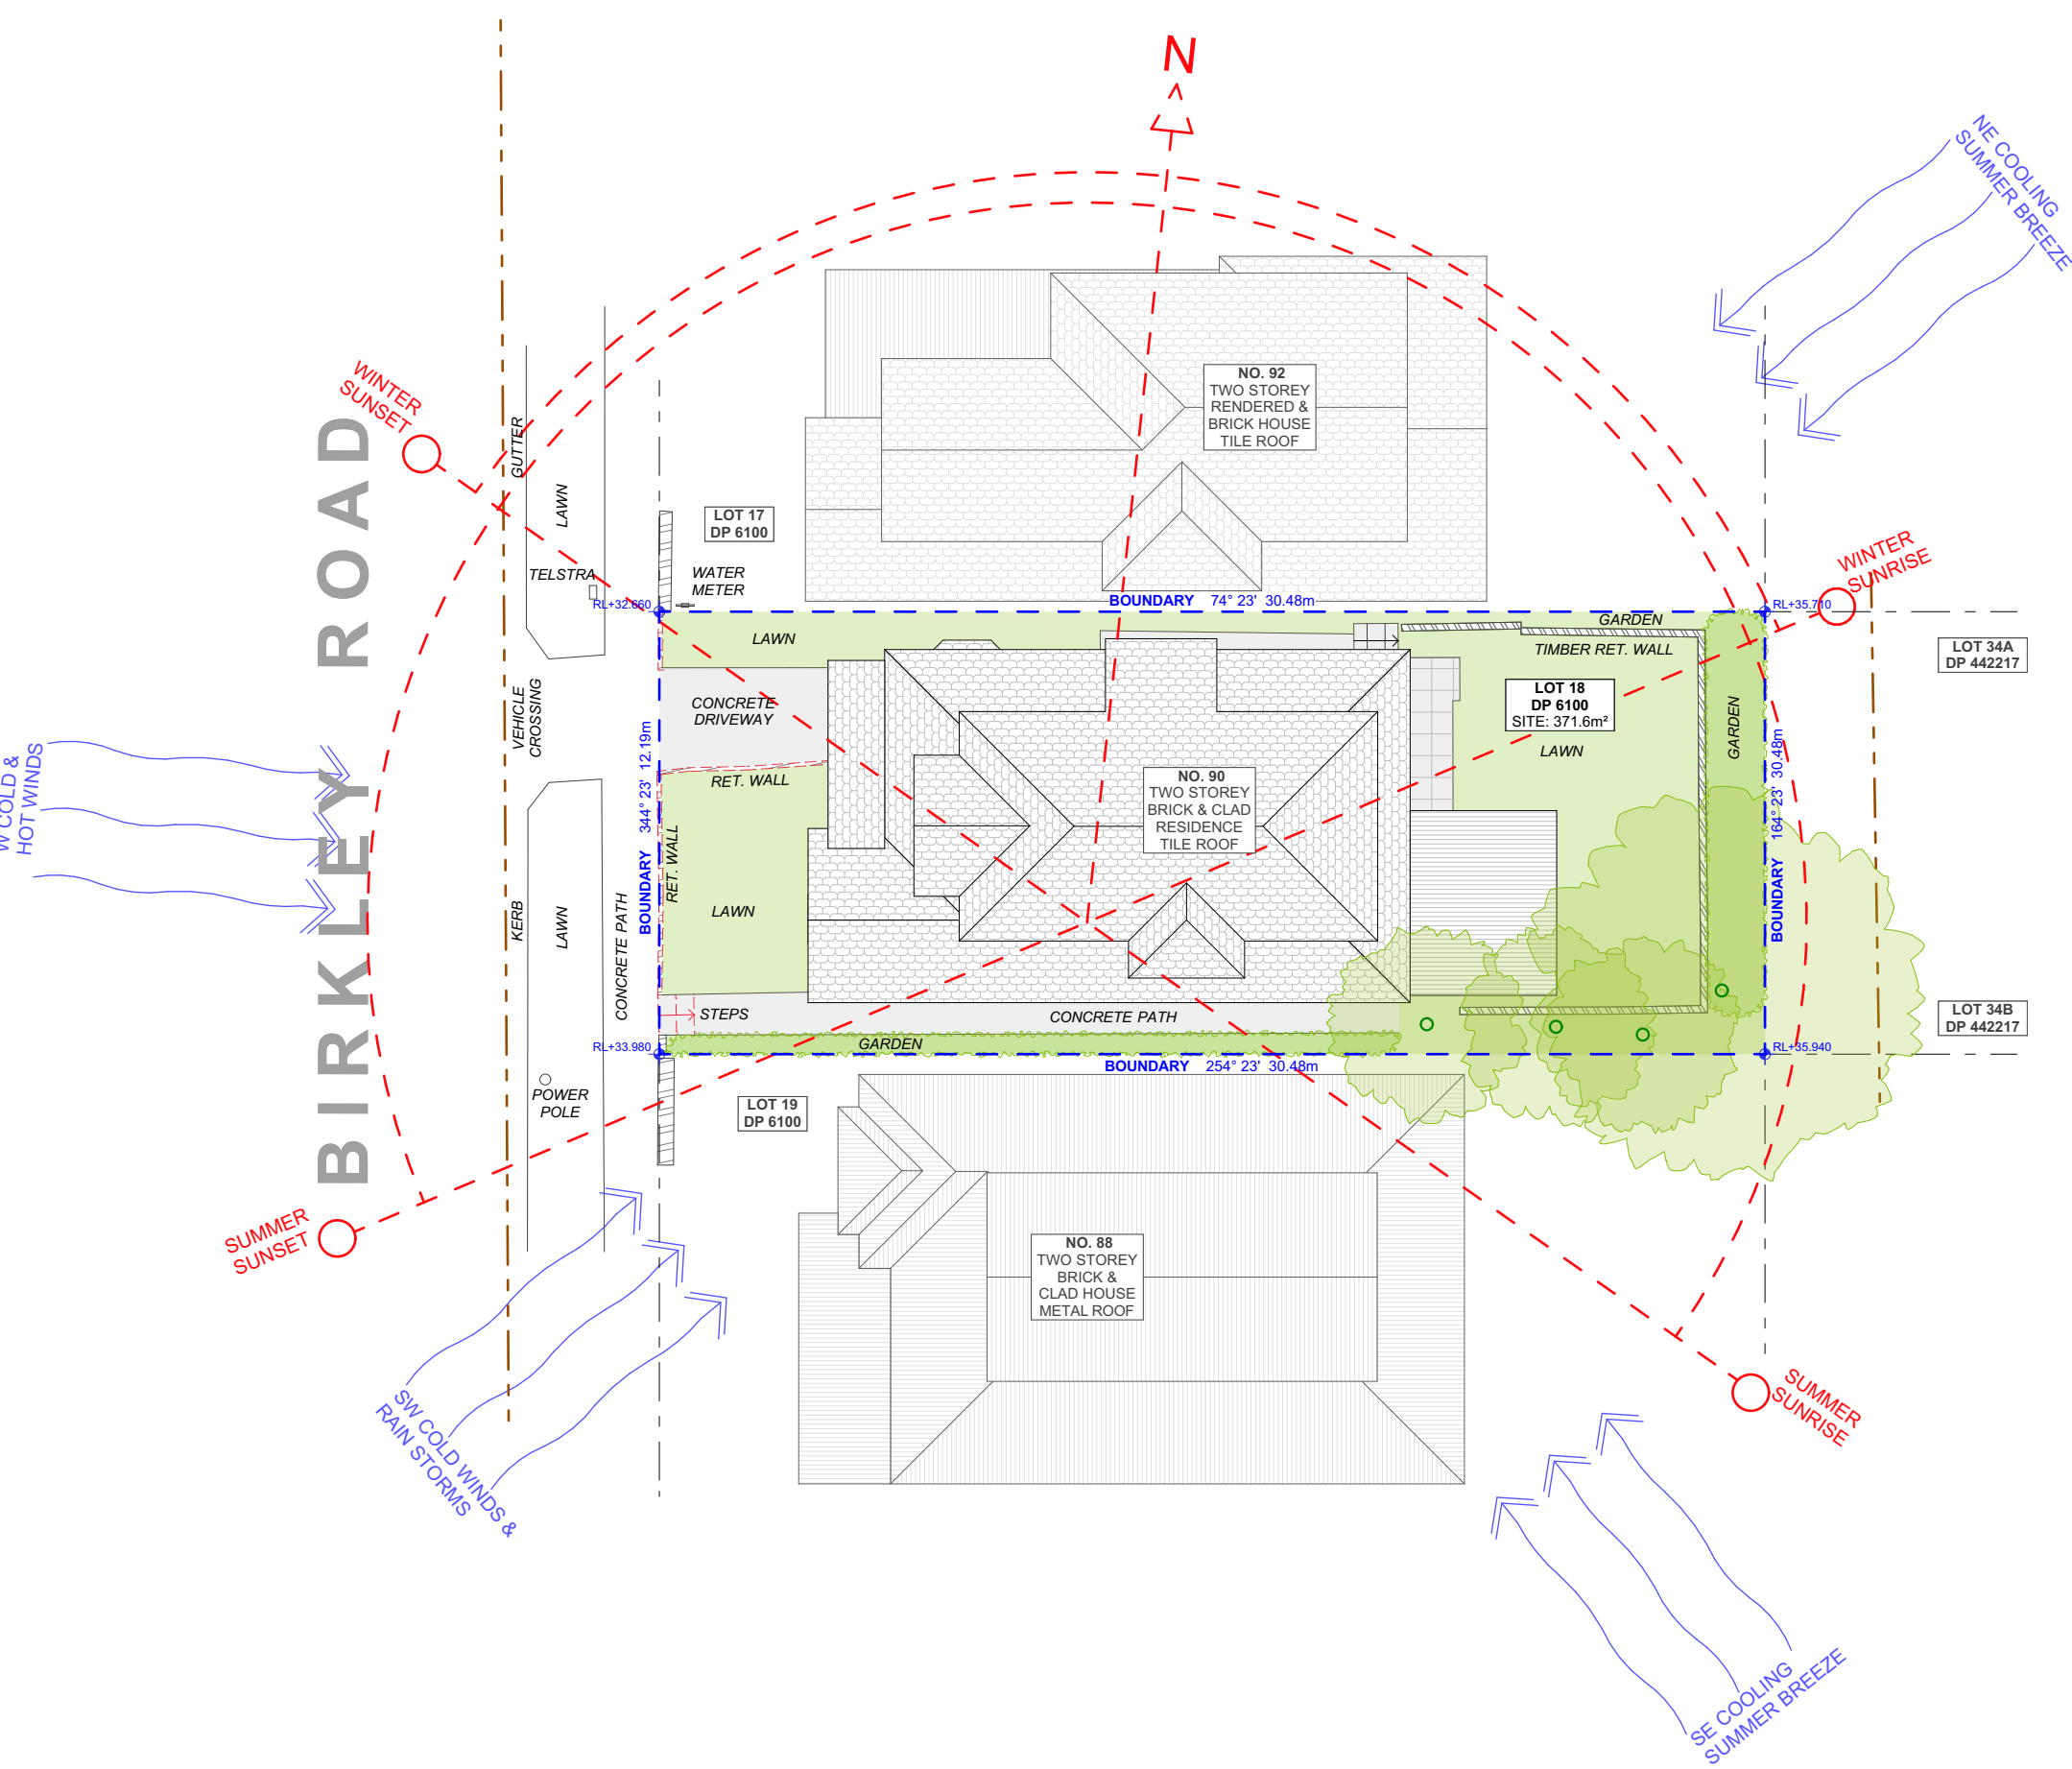 N
NE COOLING
SUMMER BREEZE
WINTER
SUNSET
NO. 92
TWO STOREY
RENDERED &
BRICK HOUSE
TILE ROOF
GUTTER
LAWN
LOT 17
DP 6100
WINTER
SUNRISE
TELSTRA
WATER
METER
RL+32.660
BOUNDARY 74° 23' 30.48m
RL+35.710
GARDEN
LAWN
TIMBER RET. WALL
LOT 34A
DP 442217
BIRKLEY ROAD
VEHICLE
CROSSING
CONCRETE
DRIVEWAY
LOT 18
DP 6100
SITE: 371.6m²
LAWN
GARDEN
COLD &
HOT WINDS
BOUNDARY 344° 23' 12.19m
RET. WALL
RET. WALL
NO. 90
TWO STOREY
BRICK & CLAD
RESIDENCE
TILE ROOF
BOUNDARY 164° 23' 30.48m
KERB
LAWN
CONCRETE PATH
LAWN
STEPS
CONCRETE PATH
LOT 34B
DP 442217
RL+33.980
GARDEN
RL+35.940
BOUNDARY 254° 23' 30.48m
POWER
POLE
LOT 19
DP 6100
SUMMER
SUNSET
NO. 88
TWO STOREY
BRICK &
CLAD HOUSE
METAL ROOF
SUMMER
SUNRISE
SW COLD WINDS &
RAIN STORMS
SE COOLING
SUMMER BREEZE